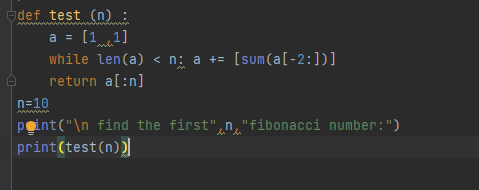 def test (n) :
    a = [1 ,1]
    while len(a) < n: a += [sum(a[-2:])]
    return a[:n]
n=10
print("\n find the first",n,"fibonacci number:")
print(test(n))